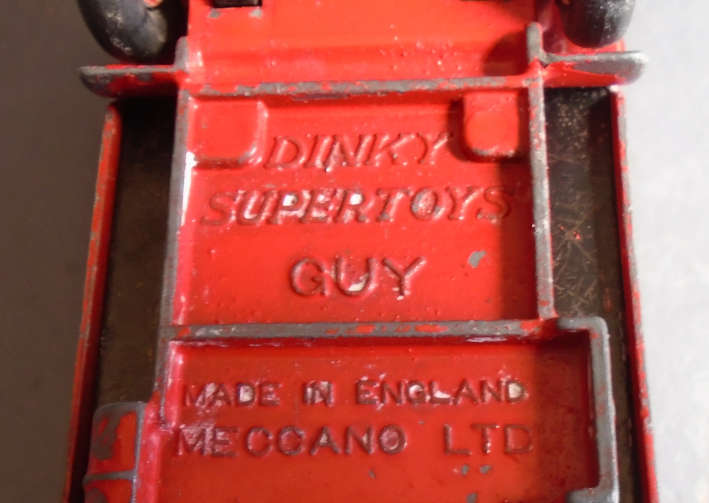 DINKY
SUPERTOYS
GUY
MADE IN ENGLAND
MECCANO LTD